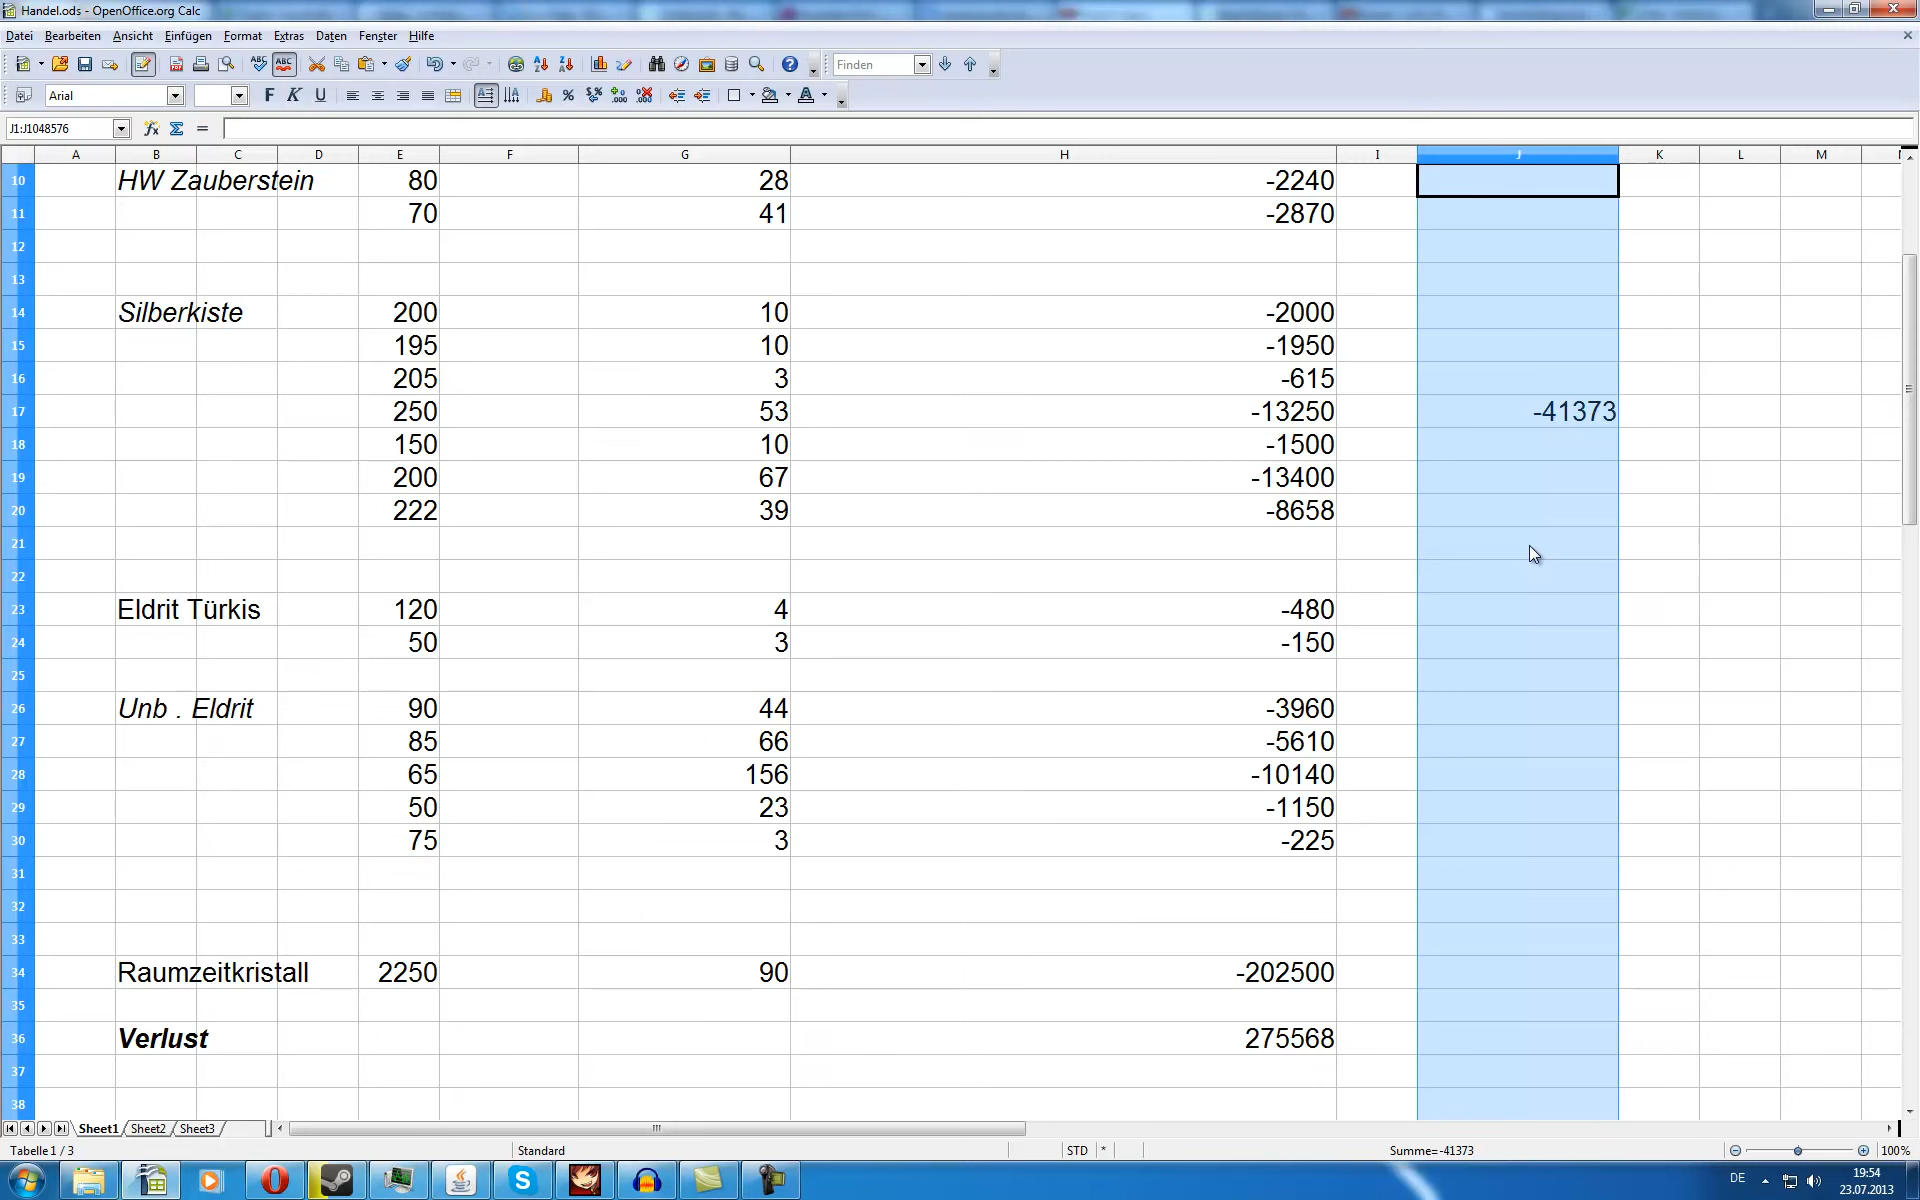 Handel.ods - OpenOffice.org Calc
Datei Bearbeiten Ansicht Einfügen Format Extras Daten Fenster Hilfe
Finden
Arial
J1:J1048576
A B C D E F G H I J K L M
10 HW Zauberstein 80 28 -2240
11 70 41 -2870
12
13
14 Silberkiste 200 10 -2000
15 195 10 -1950
16 205 3 -615
17 250 53 -13250 -41373
18 150 10 -1500
19 200 67 -13400
20 222 39 -8658
21
22
23 Eldrit Türkis 120 4 -480
24 50 3 -150
25
26 Unb . Eldrit 90 44 -3960
27 85 66 -5610
28 65 156 -10140
29 50 23 -1150
30 75 3 -225
31
32
33
34 Raumzeitkristall 2250 90 -202500
35
36 Verlust 275568
37
38
Sheet1 Sheet2 Sheet3
Tabelle 1 / 3 Standard STD * Summe=-41373 100%
DE 19:54
23.07.2013